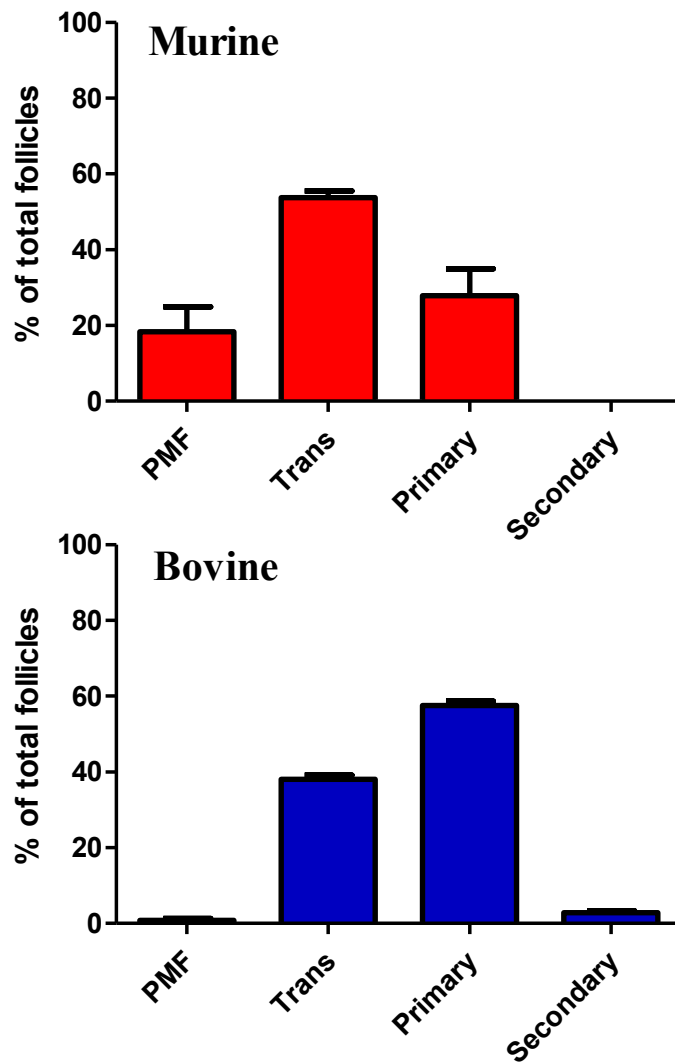 Murine
% of total follicles
100
80
60
40
20
0
PMF
Trans
Primary
Secondary
Bovine
% of total follicles
100
80
60
40
20
0
PMF
Trans
Primary
Secondary